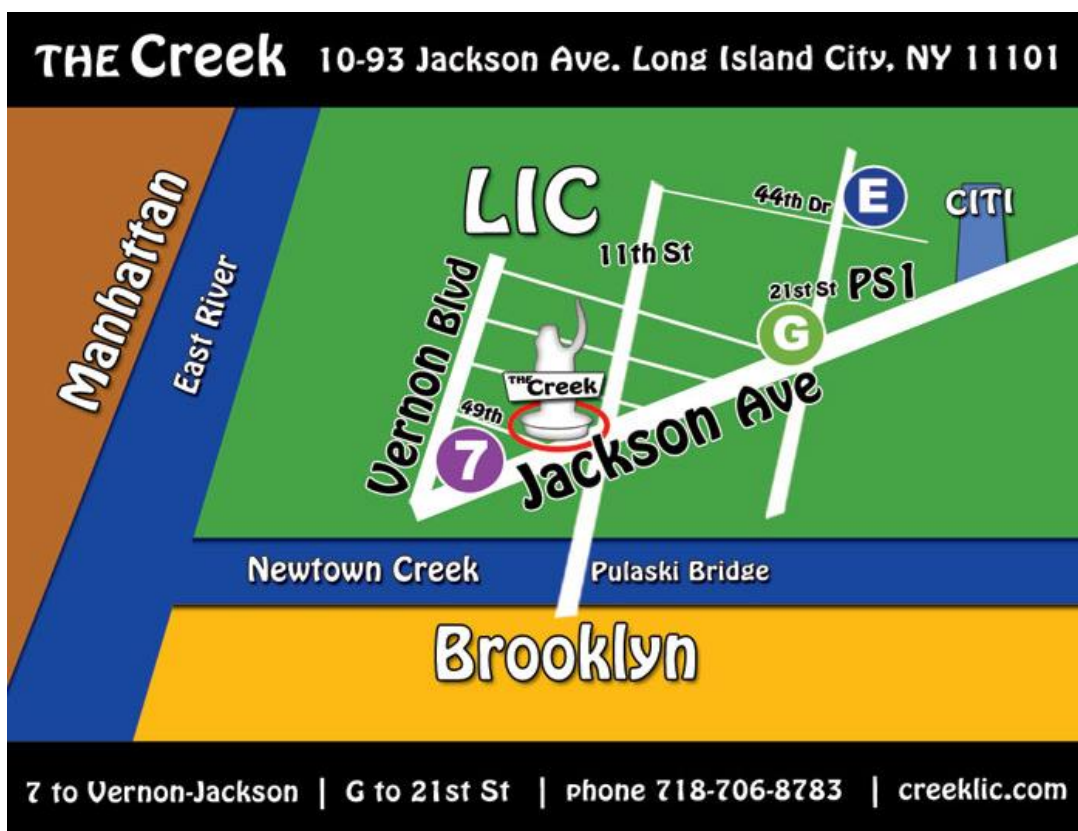 THE Creek 10-93 Jackson Ave. Long Island City, NY 11101
Manhattan
East River
LIC
11th St
44th Dr
E
CITI
Vernon Blvd
21st St
PS1
G
THE Creek
49th
7
Jackson Ave
Newtown Creek
Pulaski Bridge
Brooklyn
7 to Vernon-Jackson | G to 21st St | phone 718-706-8783 | creeklic.com